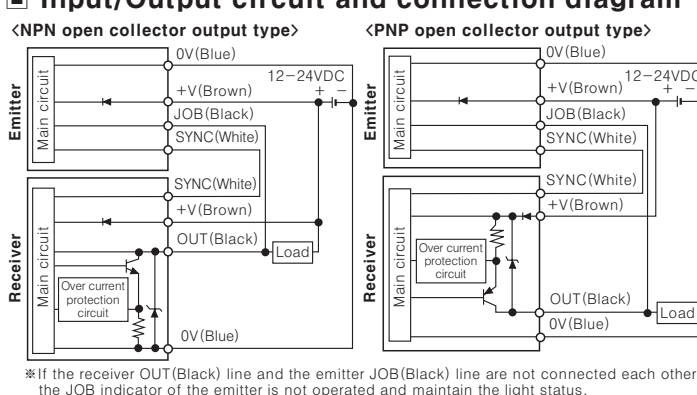 Input/Output circuit and connection diagram
<NPN open collector output type>
Emitter
Main circuit
0V(Blue)
12-24VDC
+ -
+V(Brown)
JOB(Black)
SYNC(White)
Receiver
Main circuit
SYNC(White)
+V(Brown)
OUT(Black)
Load
Over current
protection
circuit
0V(Blue)
<PNP open collector output type>
Emitter
Main circuit
0V(Blue)
12-24VDC
+ -
+V(Brown)
JOB(Black)
SYNC(White)
Receiver
Main circuit
SYNC(White)
+V(Brown)
Over current
protection
circuit
OUT(Black)
Load
0V(Blue)
※If the receiver OUT(Black) line and the emitter JOB(Black) line are not connected each other
the JOB indicator of the emitter is not operated and maintain the light status.